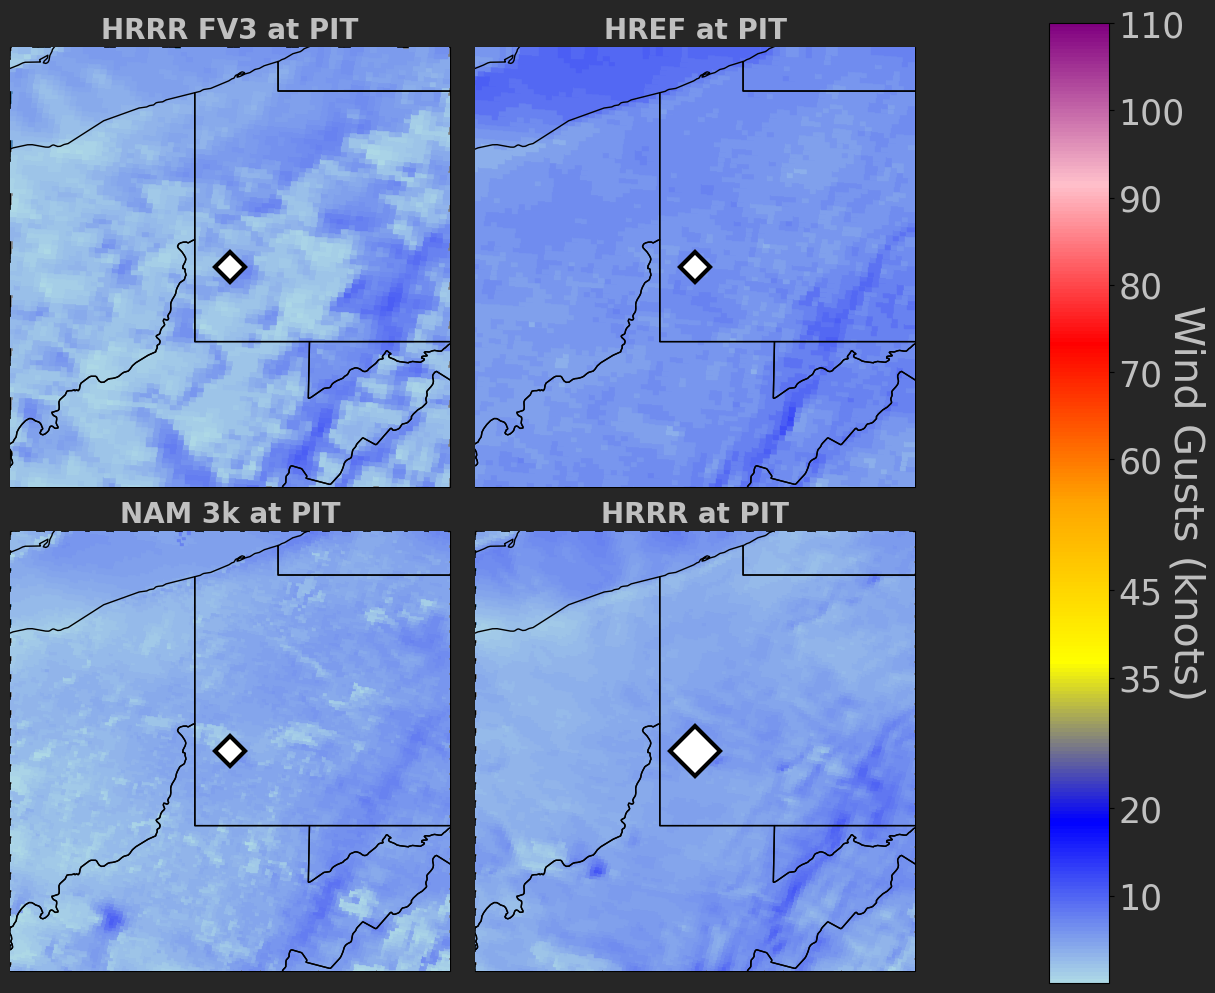 HRRR FV3 at PIT
HREF at PIT
NAM 3k at PIT
HRRR at PIT
110
100
90
80
70
60
45
35
20
10
Wind Gusts (knots)